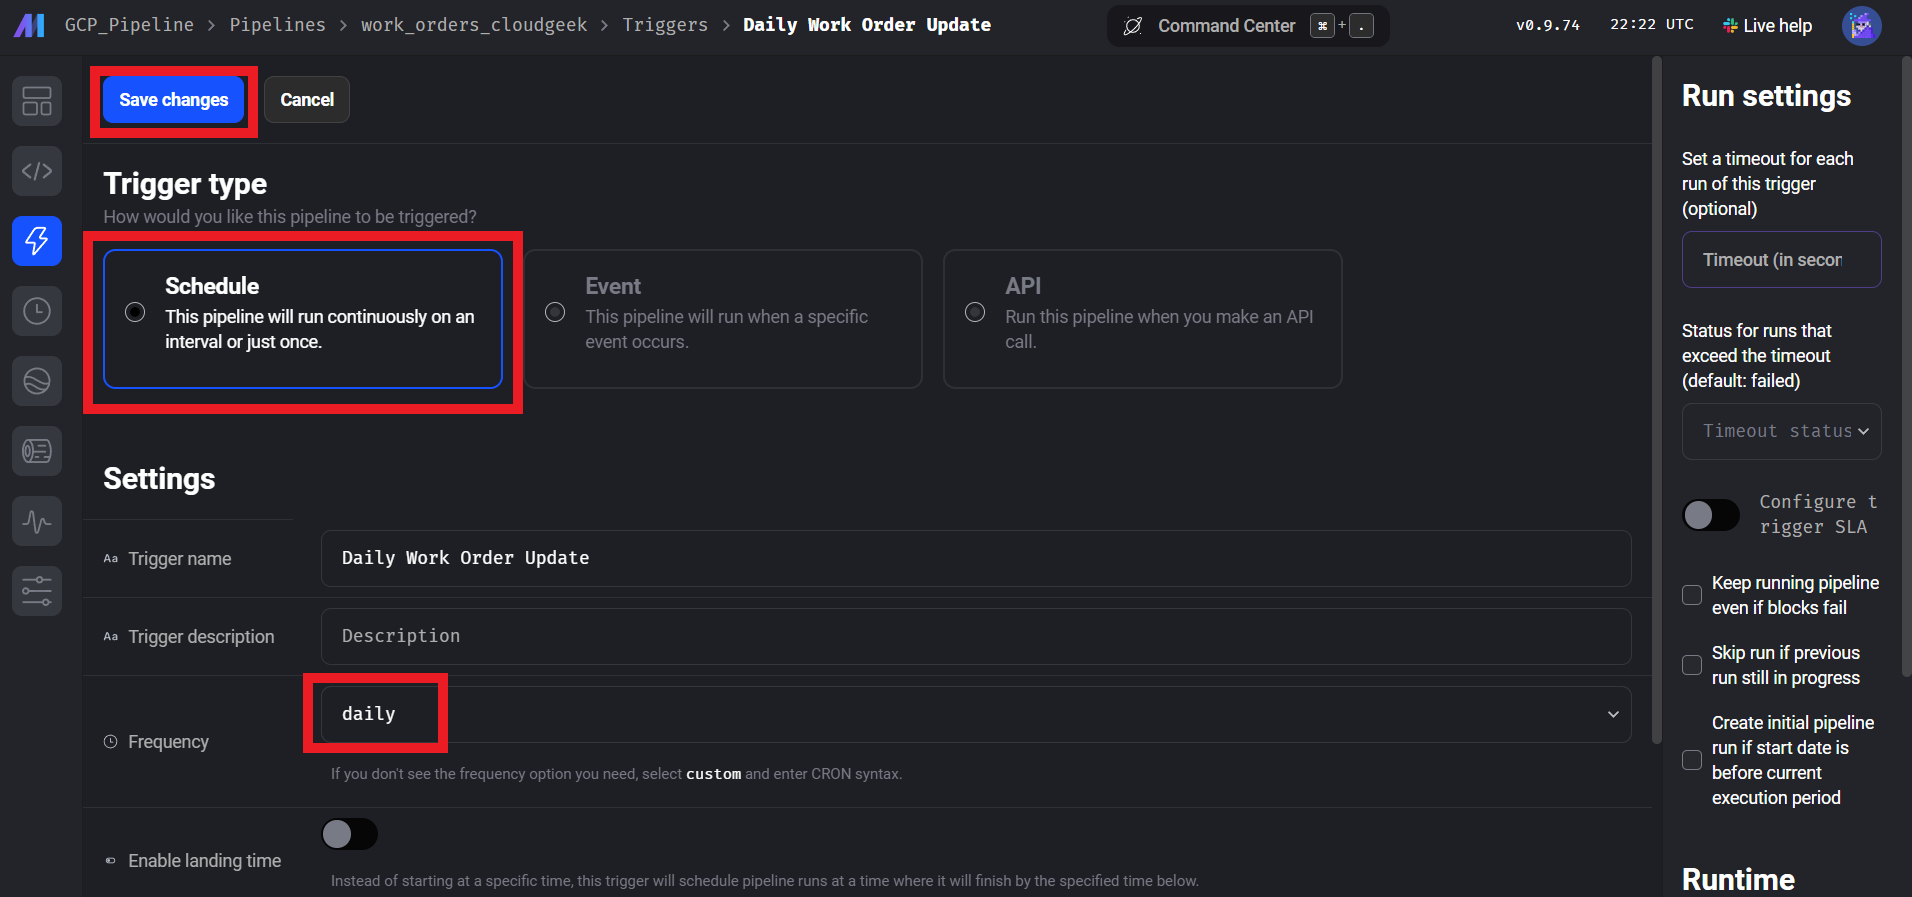 GCP_Pipeline > Pipelines > work_orders_cloudgeek > Triggers > Daily Work Order Update
Command Center ⌘ + .
v0.9.74
22:22 UTC
Live help
Save changes
Cancel
Trigger type
How would you like this pipeline to be triggered?
Schedule
This pipeline will run continuously on an
interval or just once.
Event
This pipeline will run when a specific
event occurs.
API
Run this pipeline when you make an API
call.
Settings
Aa Trigger name
Daily Work Order Update
Aa Trigger description
Description
Frequency
daily
If you don't see the frequency option you need, select custom and enter CRON syntax.
Enable landing time
Instead of starting at a specific time, this trigger will schedule pipeline runs at a time where it will finish by the specified time below.
Run settings
Set a timeout for each
run of this trigger
(optional)
Timeout (in secon
Status for runs that
exceed the timeout
(default: failed)
Timeout status
Configure t
rigger SLA
Keep running pipeline
even if blocks fail
Skip run if previous
run still in progress
Create initial pipeline
run if start date is
before current
execution period
Runtime